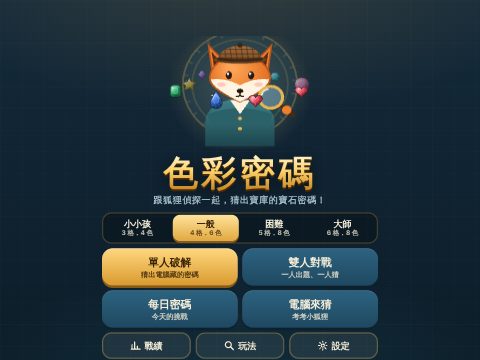 色彩密碼
跟狐狸偵探一起，猜出寶庫的寶石密碼！
小小孩 一般 困難 大師
3 格 , 4 色 4 格 , 6 色 5 格 , 8 色 6 格 , 8 色
單人破解 雙人對戰
猜出電腦藏的密碼 一人出題、一人猜
每日密碼 電腦來猜
今天的挑戰 考考小狐狸
戰績 玩法 設定